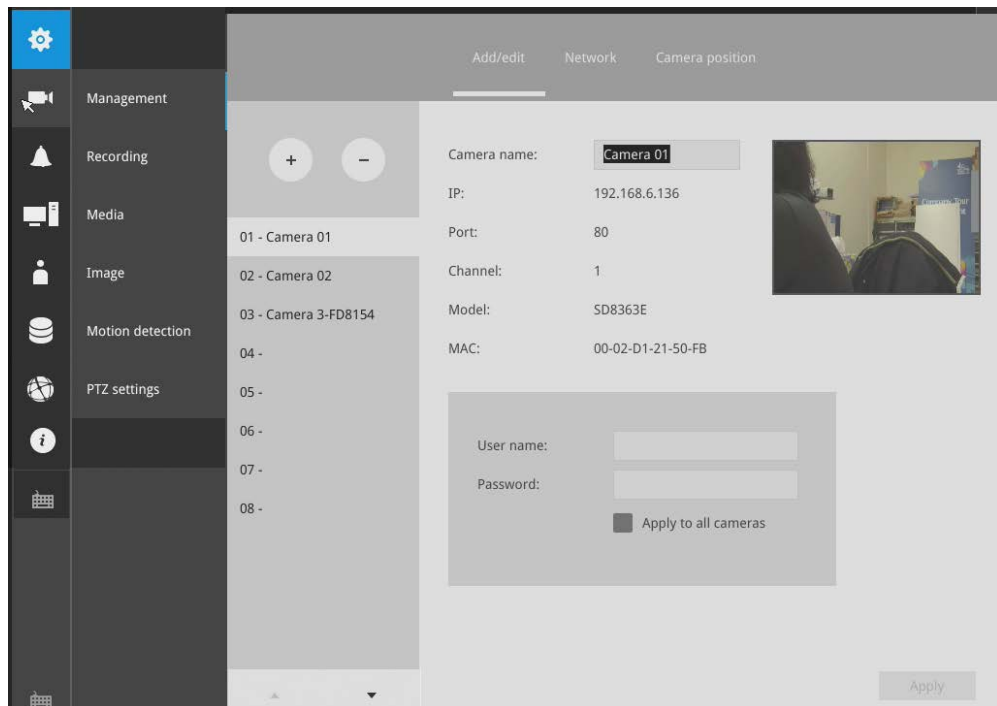 Add/edit Network Camera position
Management
Recording
Media
Image
Motion detection
PTZ settings
+ -
01 - Camera 01
02 - Camera 02
03 - Camera 3-FD8154
04 -
05 -
06 -
07 -
08 -
Camera name: Camera 01
IP: 192.168.6.136
Port: 80
Channel: 1
Model: SD8363E
MAC: 00-02-D1-21-50-FB
User name:
Password:
Apply to all cameras
Apply